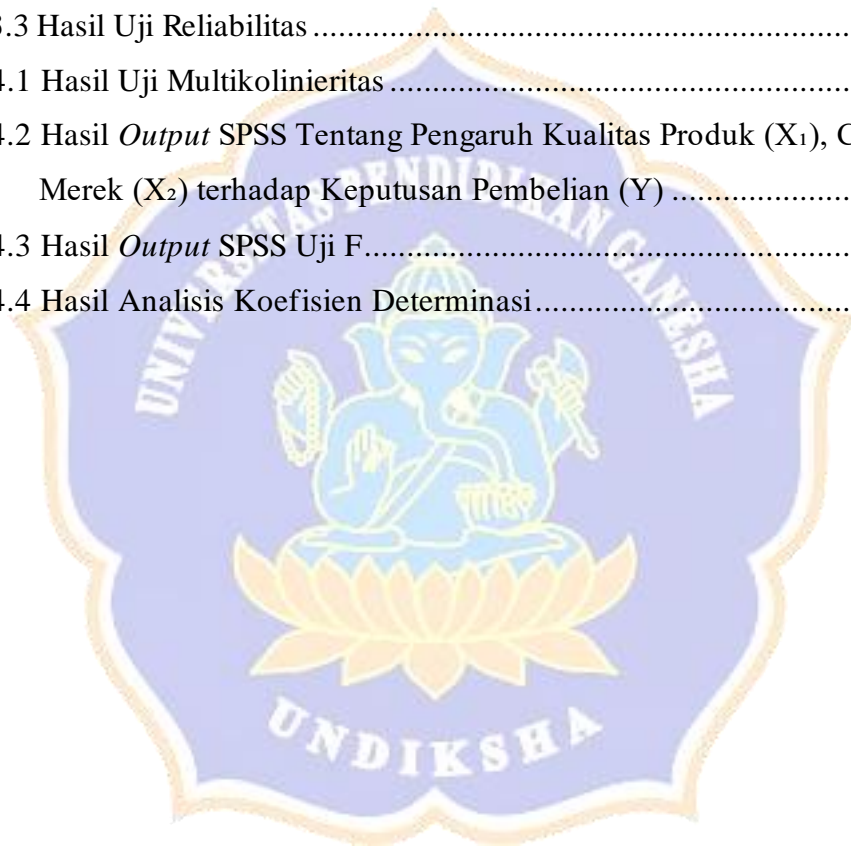 .3 Hasil Uji Reliabilitas ......................................................
4.1 Hasil Uji Multikolinieritas ......................................................
4.2 Hasil Output SPSS Tentang Pengaruh Kualitas Produk (X₁),
Merek (X₂) terhadap Keputusan Pembelian (Y) .....................
4.3 Hasil Output SPSS Uji F..........................................................
4.4 Hasil Analisis Koefisien Determinasi.....................................
UNIVERSITAS PENDIDIKAN GANESHA
UNDIKSHA